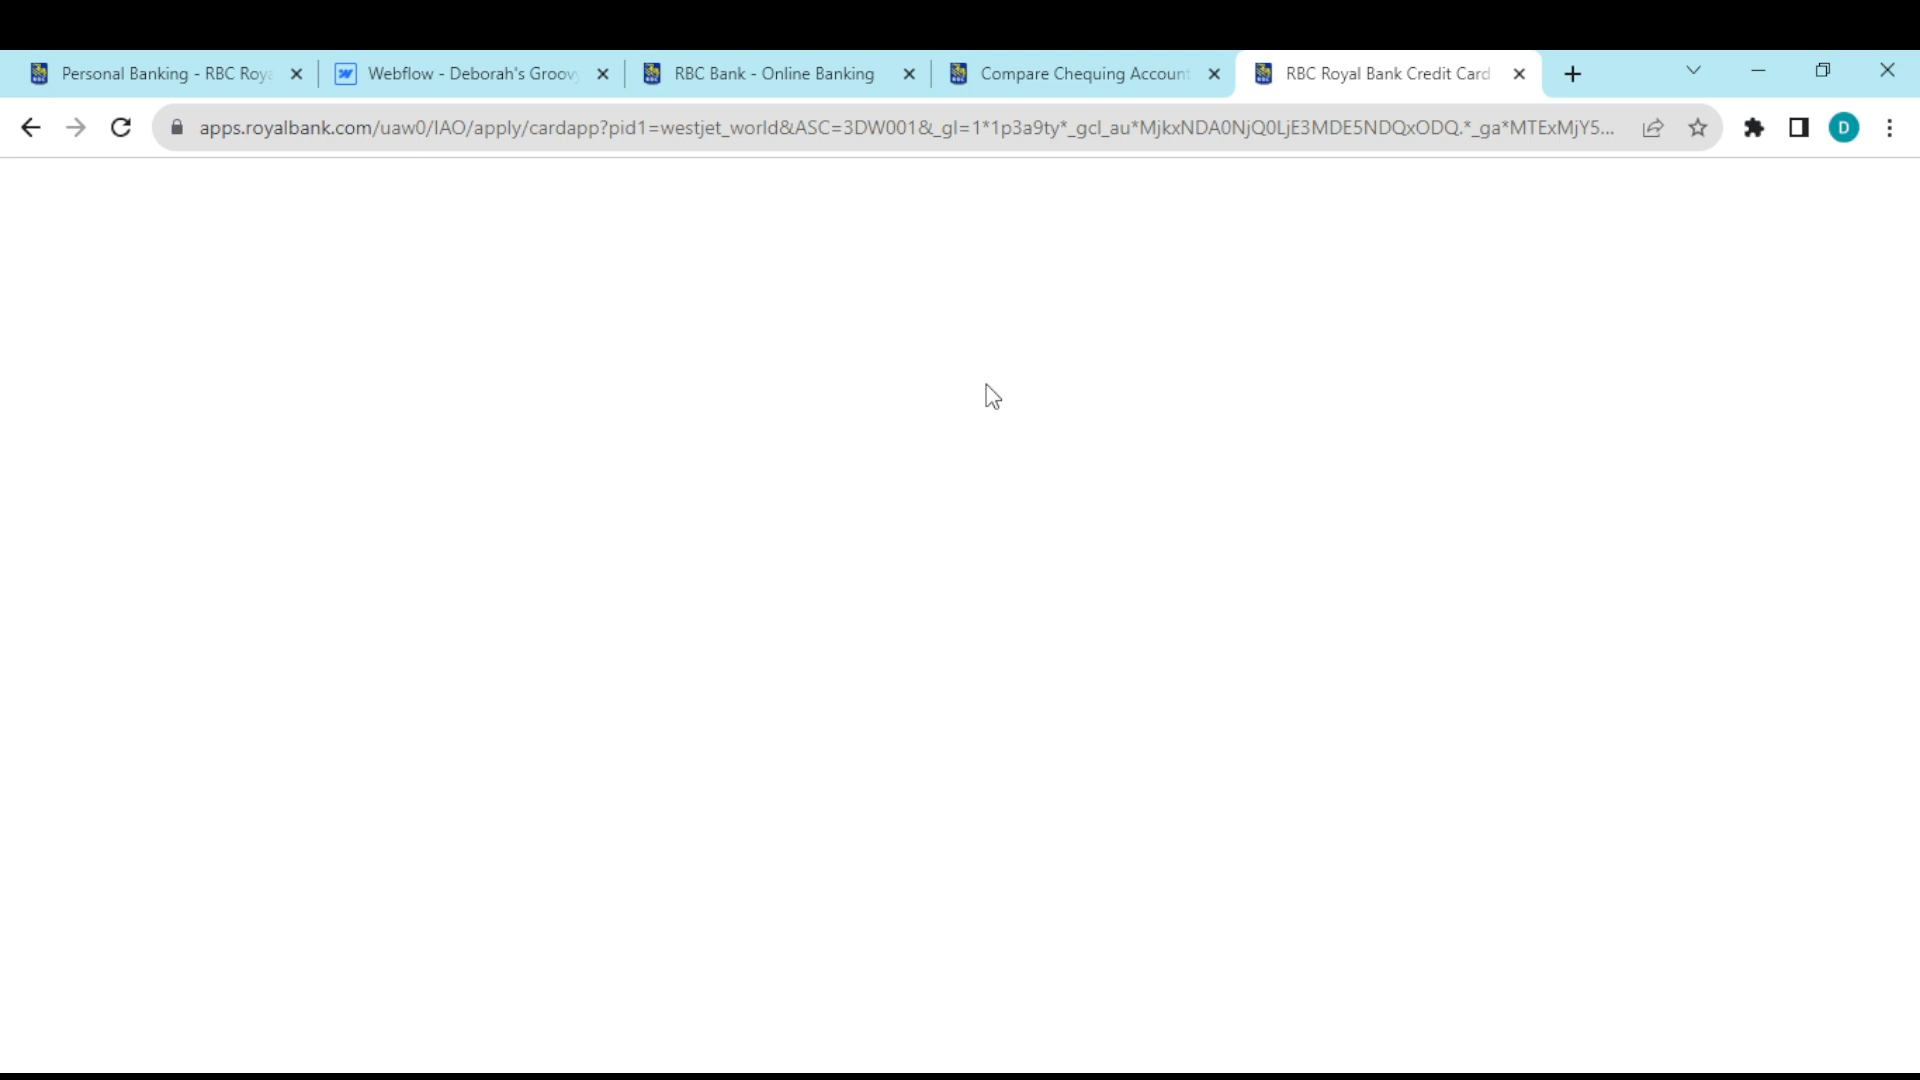 Personal Banking - RBC Roya
Webflow - Deborah's Groov
RBC Bank - Online Banking
Compare Chequing Account
RBC Royal Bank Credit Card
apps.royalbank.com/uaw0/IAO/apply/cardapp?pid1=westjet_world&ASC=3DW001&_gl=1*1p3a9ty*_gcl_au*MjkxNDA0NjQ0LjE3MDE5NDQxODQ.*_ga*MTExMjY5...
D